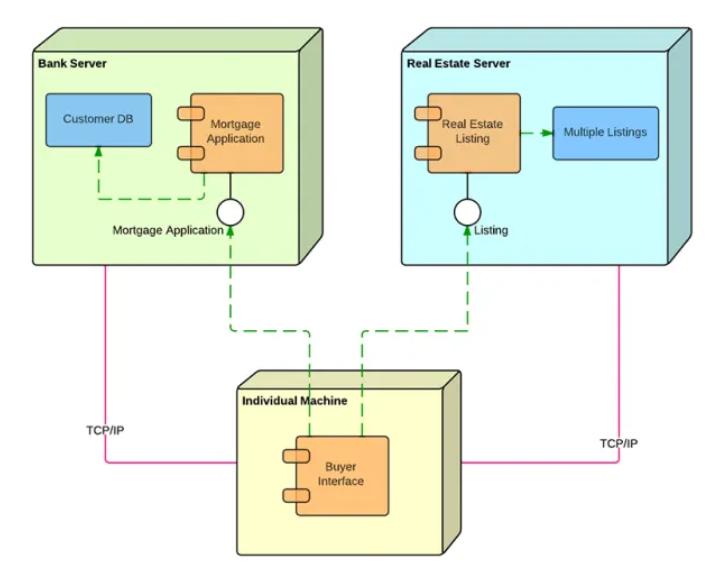 Bank Server
Customer DB
Mortgage
Application
Mortgage Application
Real Estate Server
Real Estate
Listing
Multiple Listings
Listing
TCP/IP
TCP/IP
Individual Machine
Buyer
Interface